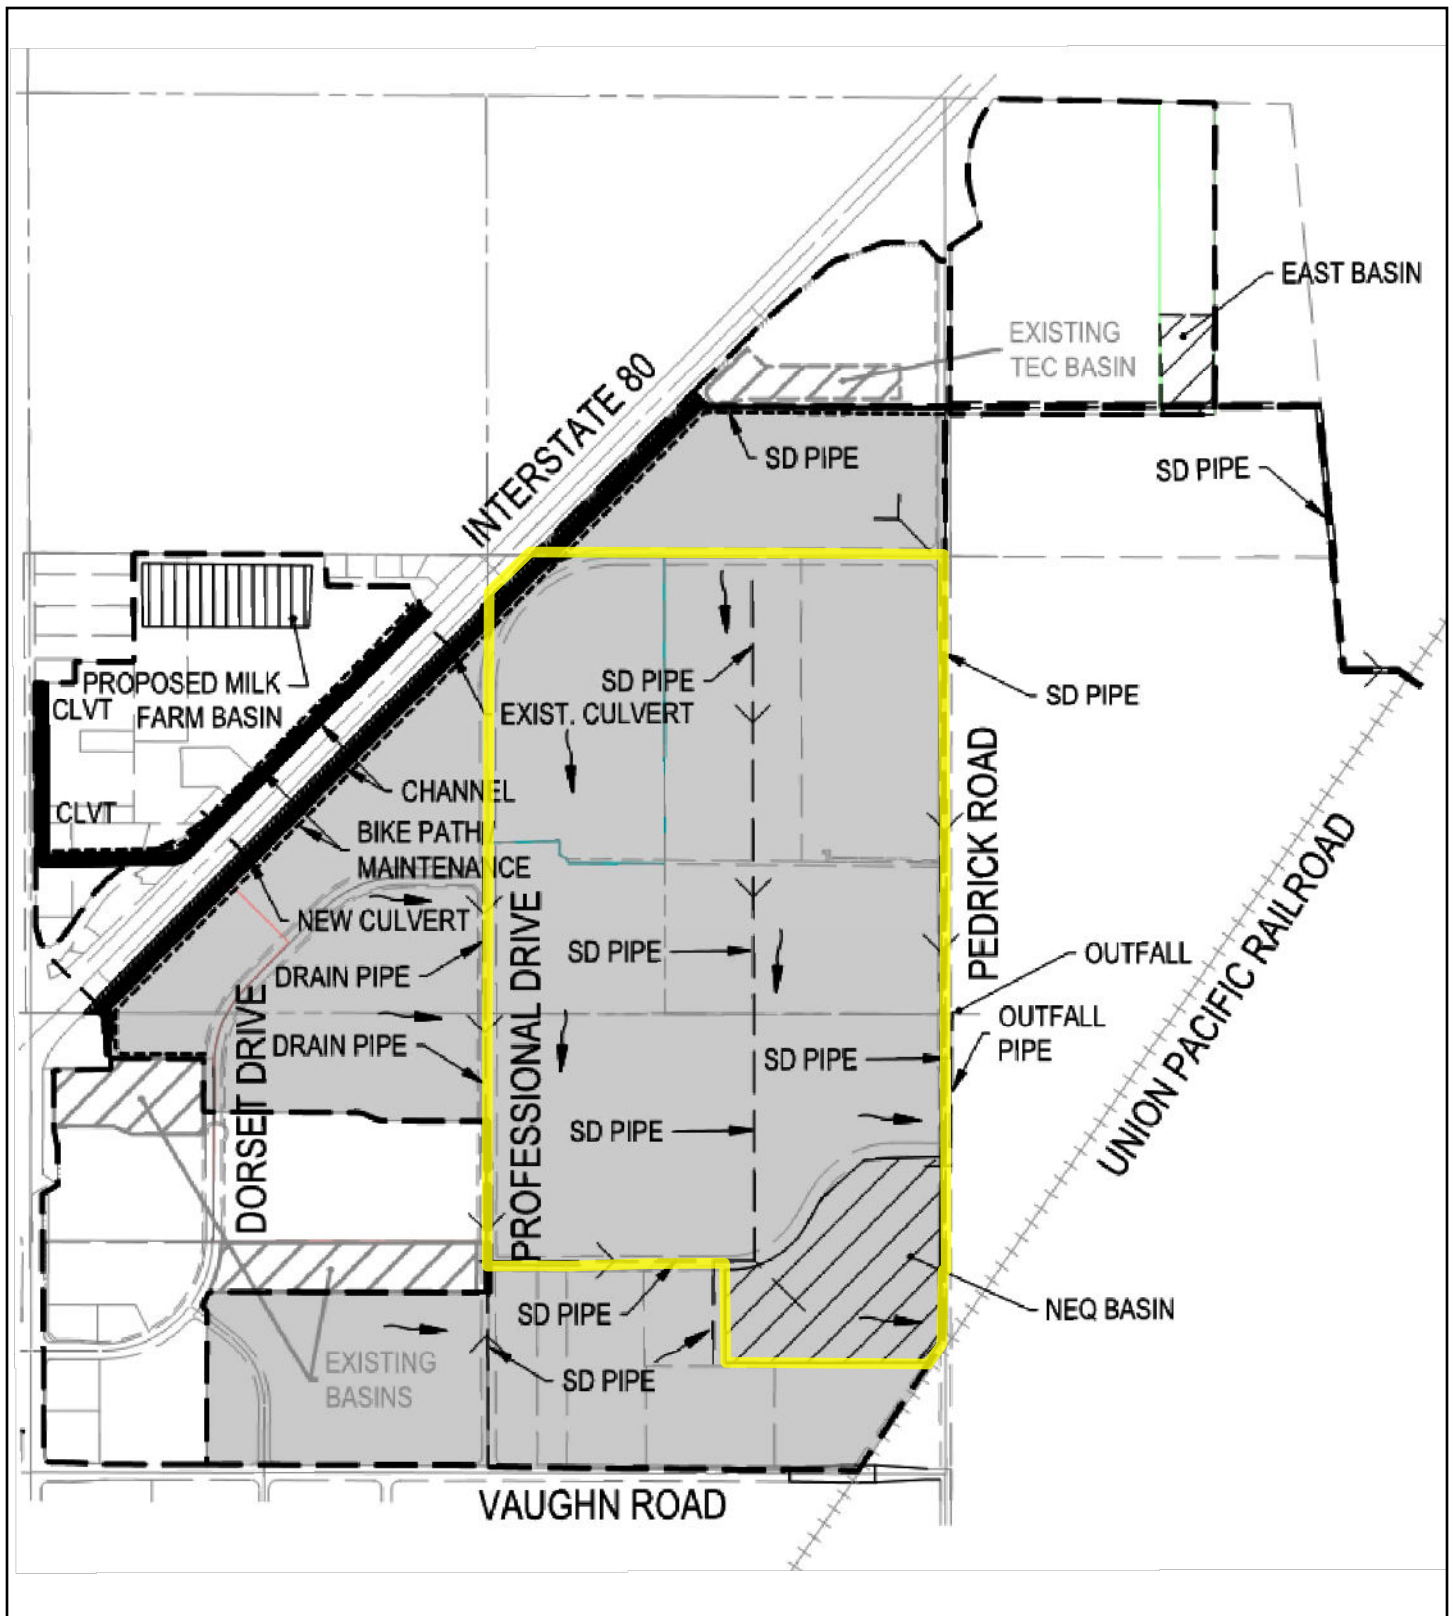 EAST BASIN
EXISTING
TEC BASIN
INTERSTATE 80
SD PIPE
SD PIPE
PROPOSED MILK
FARM BASIN
CLVT
CLVT
SD PIPE
EXIST. CULVERT
SD PIPE
CHANNEL
BIKE PATH/
MAINTENANCE
NEW CULVERT
PEDRICK ROAD
UNION PACIFIC RAILROAD
DRAIN PIPE
SD PIPE
OUTFALL
DORSET DRIVE
PROFESSIONAL DRIVE
DRAIN PIPE
SD PIPE
OUTFALL
PIPE
SD PIPE
SD PIPE
NEQ BASIN
SD PIPE
EXISTING
BASINS
VAUGHN ROAD